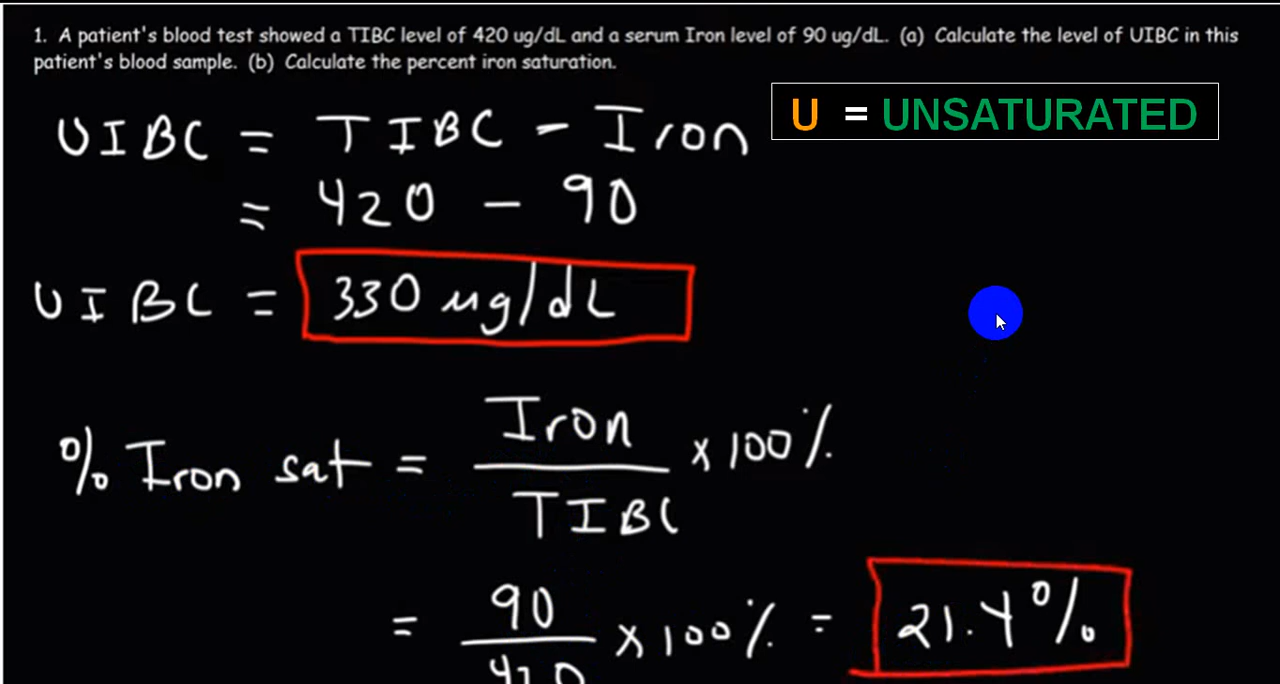 1. A patient's blood test showed a TIBC level of 420 ug/dL and a serum Iron level of 90 ug/dL. (a) Calculate the level of UIBC in this
patient's blood sample. (b) Calculate the percent iron saturation.
U = UNSATURATED
UIBC = TIBC - Iron
= 420 - 90
UIBC = 330 ug/dL
% Iron sat = Iron / TIBC x 100%
= 90 / 420 x 100% = 21.4%